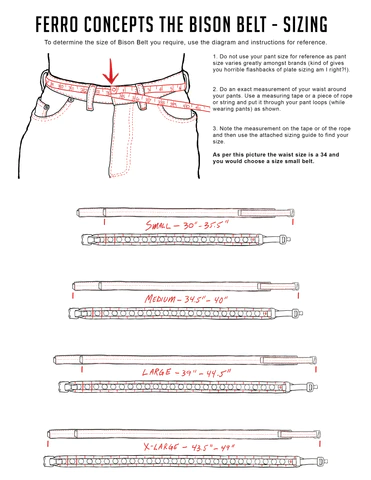 FERRO CONCEPTS THE BISON BELT - SIZING
To determine the size of Bison Belt you require, use the diagram and instructions for reference.
1. Do not use your pant size for reference as pant
size varies greatly amongst brands (kind of gives
you horrible flashbacks of plate sizing am I right?!).
2. Do an exact measurement of your waist around
your pants. Use a measuring tape or a piece of rope
or string and put it through your pant loops (while
wearing pants) as shown.
3. Note the measurement on the tape or of the rope
and then use the attached sizing guide to find your
size.
As per this picture the waist size is a 34 and
you would choose a size small belt.
SMALL - 30" - 35.5"
MEDIUM - 34.5" - 40"
LARGE - 39" - 44.5"
X-LARGE - 43.5" - 49"